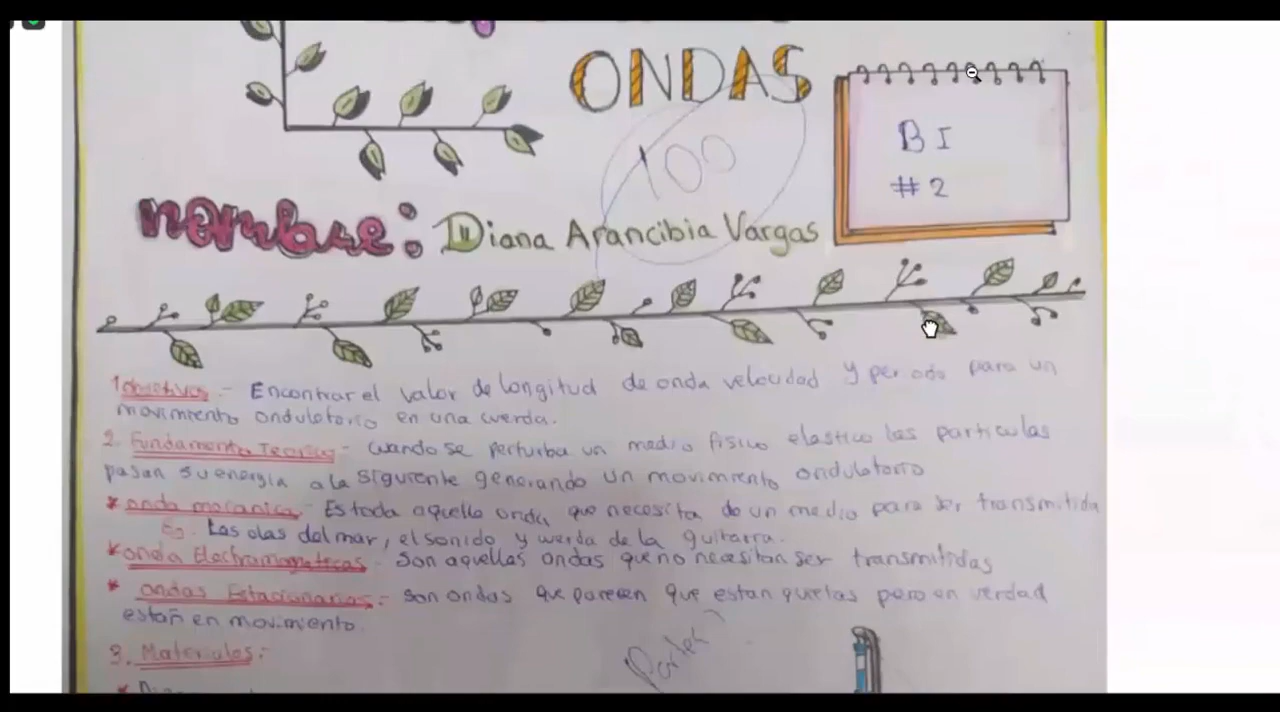 ONDAS
100
BI
#2
nombre: Diana Arancibia Vargas
1 objetivos.- Encontrar el valor de longitud de onda velocidad y periodo para un
movimiento ondulatorio en una cuerda.
2. Fundamento Teorico.- cuando se perturba un medio fisico elastico las particulas
pasan su energia a la siguiente generando un movimiento ondulatorio
* onda mecanica.- Es toda aquella onda que necesita de un medio para ser transmitida
Eg.- Las olas del mar, el sonido y cuerda de la guitarra.
* onda Electromagneticas.- Son aquellas ondas que no necesitan ser transmitidas
* ondas Estacionarias.- son ondas que parecen que estan quietas pero en verdad
estan en movimiento.
3. Materiales.-